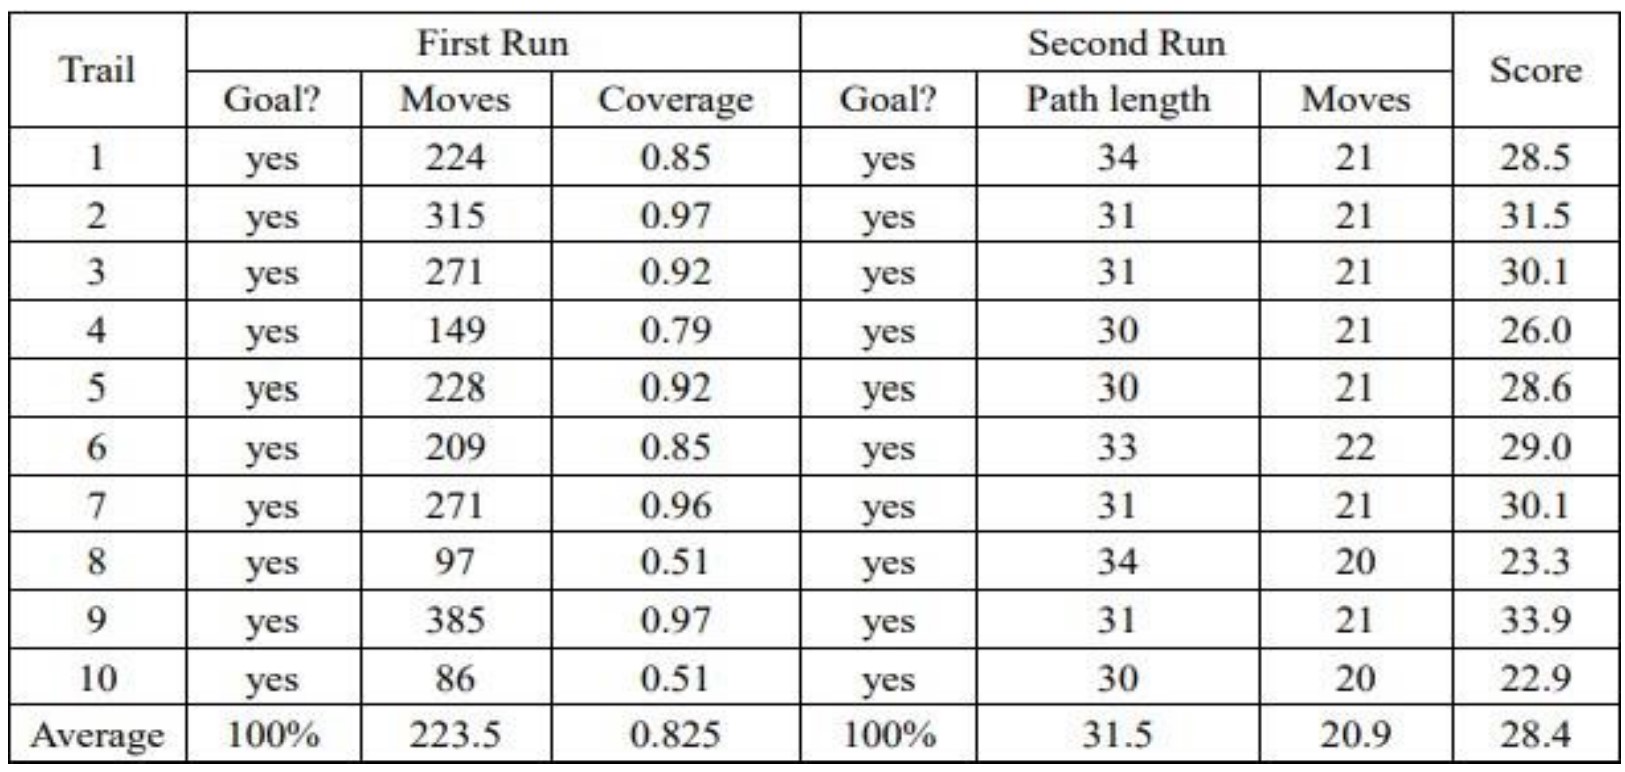 Trail First Run Second Run Score
Goal? Moves Coverage Goal? Path length Moves
1 yes 224 0.85 yes 34 21 28.5
2 yes 315 0.97 yes 31 21 31.5
3 yes 271 0.92 yes 31 21 30.1
4 yes 149 0.79 yes 30 21 26.0
5 yes 228 0.92 yes 30 21 28.6
6 yes 209 0.85 yes 33 22 29.0
7 yes 271 0.96 yes 31 21 30.1
8 yes 97 0.51 yes 34 20 23.3
9 yes 385 0.97 yes 31 21 33.9
10 yes 86 0.51 yes 30 20 22.9
Average 100% 223.5 0.825 100% 31.5 20.9 28.4